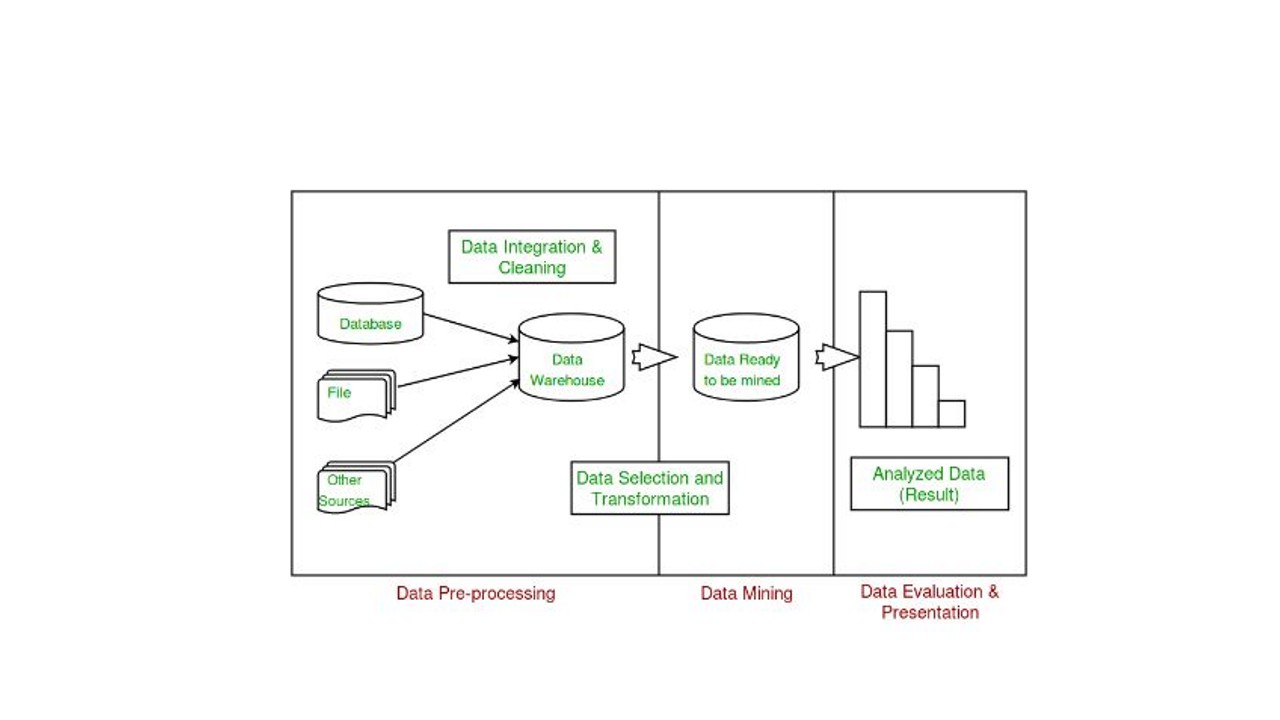 Data Integration &
Cleaning
Database
File
Other
Sources
Data
Warehouse
Data Selection and
Transformation
Data Ready
to be mined
Analyzed Data
(Result)
Data Pre-processing
Data Mining
Data Evaluation &
Presentation